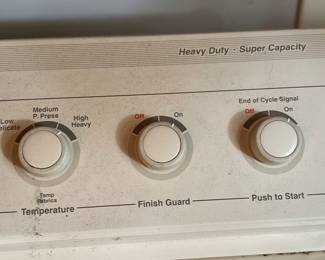 Heavy Duty · Super Capacity
Low
elicate
Medium
P. Press
High
Heavy
Temp
Fabrics
Temperature
Off
On
Finish Guard
End of Cycle Signal
Off
On
Push to Start